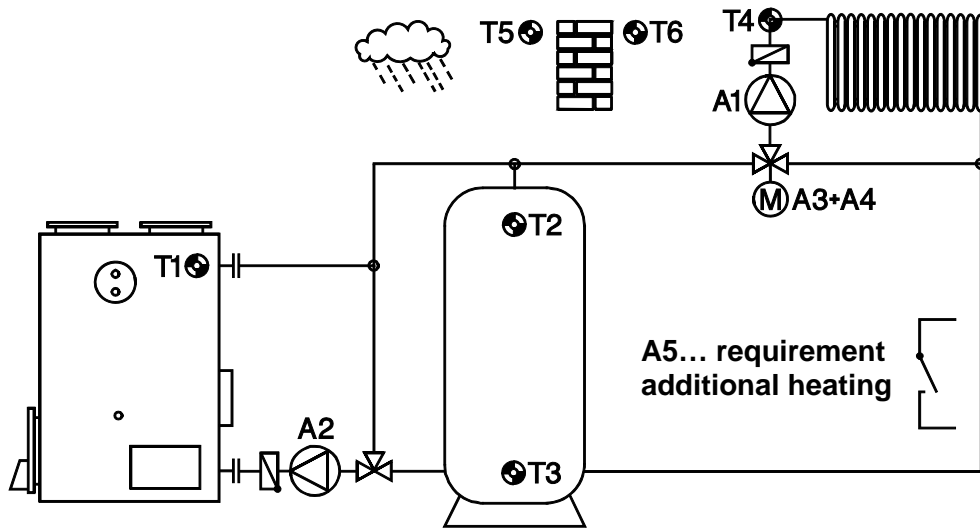 T5
T6
T4
A1
M
A3+A4
T2
T1
A5... requirement
additional heating
A2
T3